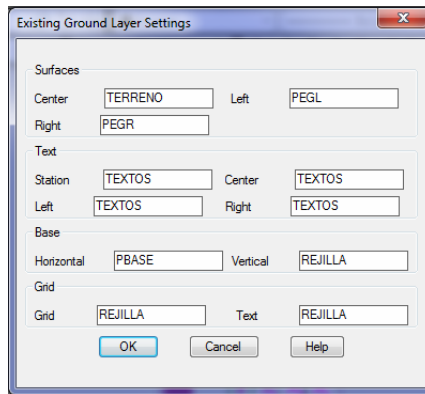 Existing Ground Layer Settings
Surfaces
Center TERRENO Left PEGL
Right PEGR
Text
Station TEXTOS Center TEXTOS
Left TEXTOS Right TEXTOS
Base
Horizontal PBASE Vertical REJILLA
Grid
Grid REJILLA Text REJILLA
OK Cancel Help